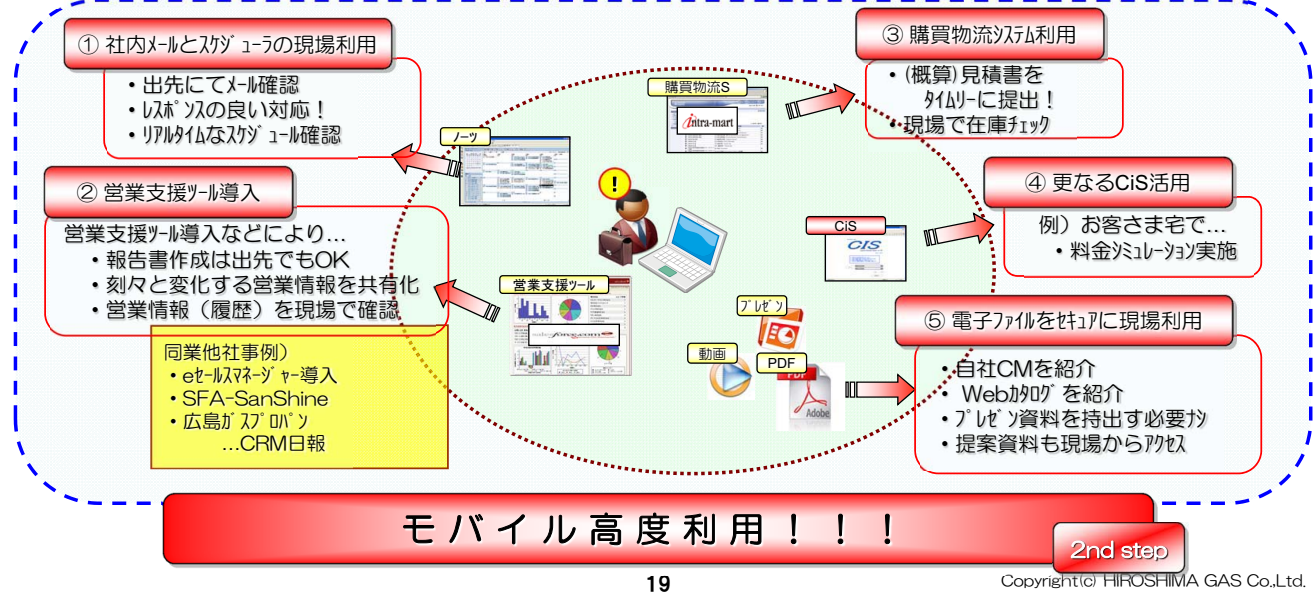 ① 社内ﾒｰﾙとｽｹｼﾞｭｰﾗの現場利用
・出先にてﾒｰﾙ確認
・ﾚｽﾎﾟﾝｽの良い対応！
・ﾘｱﾙﾀｲﾑなｽｹｼﾞｭｰﾙ確認
② 営業支援ﾂｰﾙ導入
営業支援ﾂｰﾙ導入などにより…
・報告書作成は出先でもOK
・刻々と変化する営業情報を共有化
・営業情報（履歴）を現場で確認
同業他社事例）
・eｾｰﾙｽﾏﾈｰｼﾞｬｰ導入
・SFA-SanShine
・広島ｶﾞｽﾌﾟﾛﾊﾟﾝ
…CRM日報
ﾉｰﾂ
購買物流S
intra-mart
!
CiS
CIS
営業支援ﾂｰﾙ
ﾌﾟﾚｾﾞﾝ
動画
PDF
PDF
Adobe
③ 購買物流ｼｽﾃﾑ利用
・(概算)見積書を
ﾀｲﾑﾘｰに提出！
・現場で在庫ﾁｪｯｸ
④ 更なるCiS活用
例）お客さま宅で…
・料金ｼﾐｭﾚｰｼｮﾝ実施
⑤ 電子ﾌｧｲﾙをｾｷｭｱに現場利用
・自社CMを紹介
・Webｶﾀﾛｸﾞを紹介
・ﾌﾟﾚｾﾞﾝ資料を持出す必要ﾅｼ
・提案資料も現場からｱｸｾｽ
モバイル高度利用！！！
2nd step
19
Copyright(c) HIROSHIMA GAS Co.,Ltd.